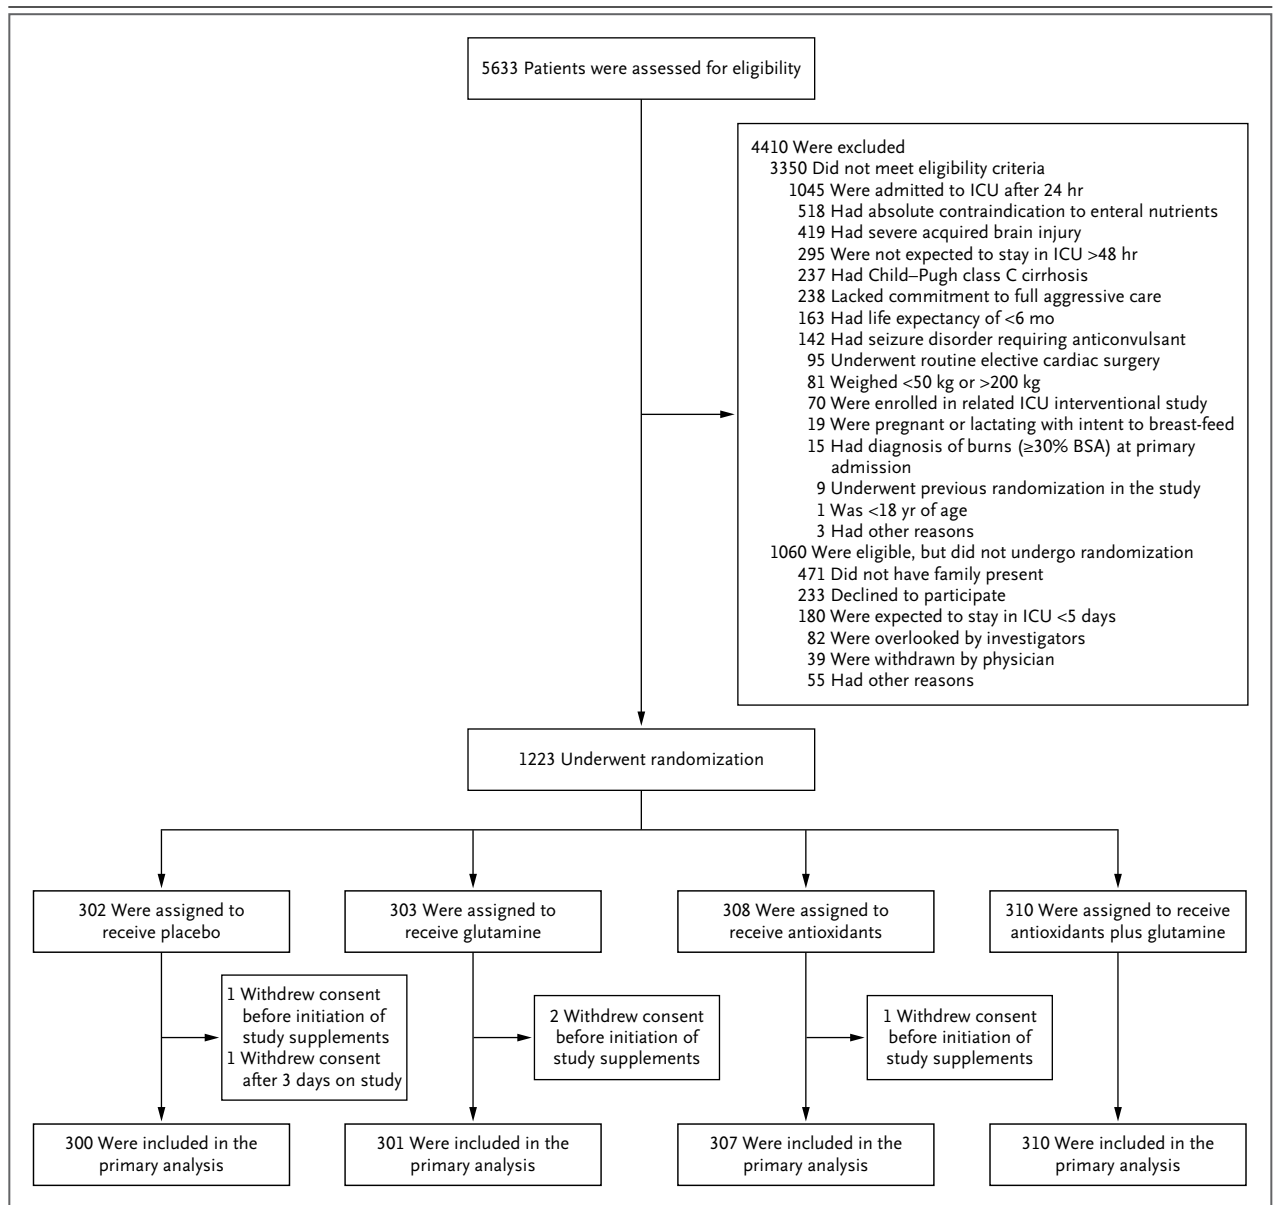 5633 Patients were assessed for eligibility
4410 Were excluded
3350 Did not meet eligibility criteria
1045 Were admitted to ICU after 24 hr
518 Had absolute contraindication to enteral nutrients
419 Had severe acquired brain injury
295 Were not expected to stay in ICU >48 hr
237 Had Child–Pugh class C cirrhosis
238 Lacked commitment to full aggressive care
163 Had life expectancy of <6 mo
142 Had seizure disorder requiring anticonvulsant
95 Underwent routine elective cardiac surgery
81 Weighed <50 kg or >200 kg
70 Were enrolled in related ICU interventional study
19 Were pregnant or lactating with intent to breast-feed
15 Had diagnosis of burns (≥30% BSA) at primary
admission
9 Underwent previous randomization in the study
1 Was <18 yr of age
3 Had other reasons
1060 Were eligible, but did not undergo randomization
471 Did not have family present
233 Declined to participate
180 Were expected to stay in ICU <5 days
82 Were overlooked by investigators
39 Were withdrawn by physician
55 Had other reasons
1223 Underwent randomization
302 Were assigned to
receive placebo
303 Were assigned to
receive glutamine
308 Were assigned to
receive antioxidants
310 Were assigned to receive
antioxidants plus glutamine
1 Withdrew consent
before initiation of
study supplements
1 Withdrew consent
after 3 days on study
2 Withdrew consent
before initiation of
study supplements
1 Withdrew consent
before initiation of
study supplements
300 Were included in the
primary analysis
301 Were included in the
primary analysis
307 Were included in the
primary analysis
310 Were included in the
primary analysis